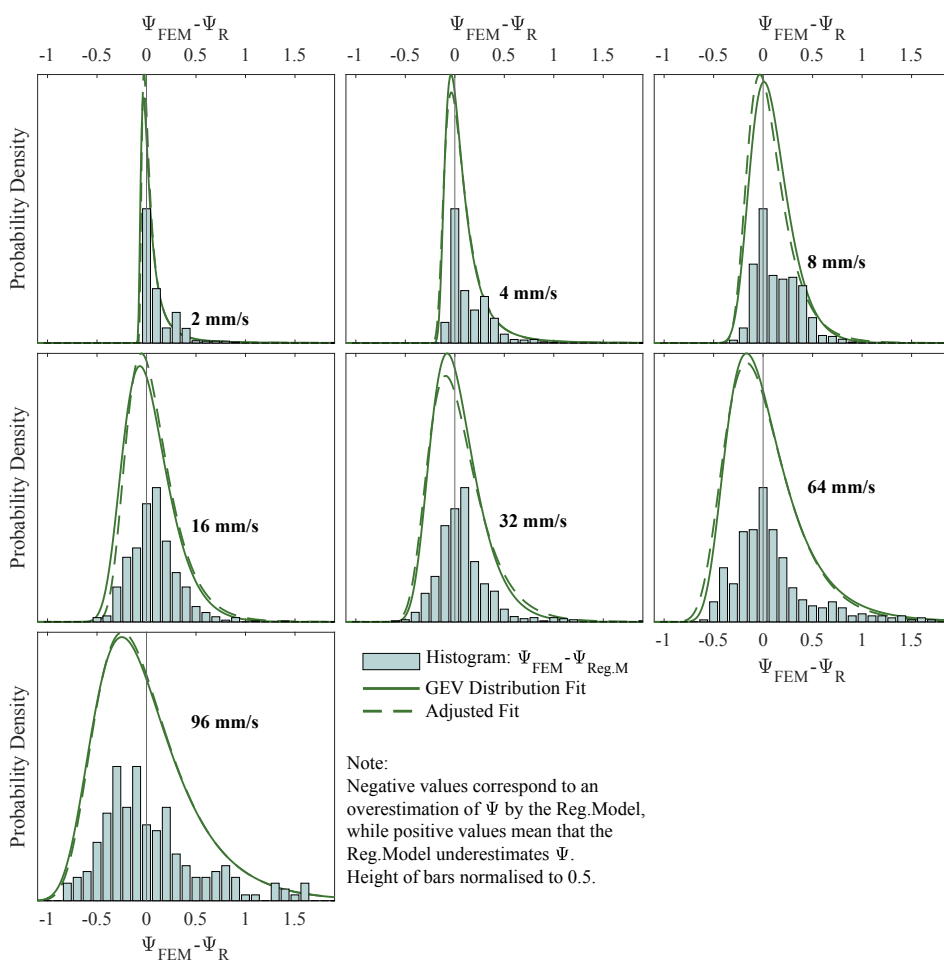 Ψ_FEM-Ψ_R Ψ_FEM-Ψ_R Ψ_FEM-Ψ_R
-1 -0.5 0 0.5 1 1.5 -1 -0.5 0 0.5 1 1.5 -1 -0.5 0 0.5 1 1.5
Probability Density
2 mm/s
4 mm/s
8 mm/s
Probability Density
16 mm/s
32 mm/s
64 mm/s
-1 -0.5 0 0.5 1 1.5
Ψ_FEM-Ψ_R
Probability Density
96 mm/s
-1 -0.5 0 0.5 1 1.5
Ψ_FEM-Ψ_R
Histogram: Ψ_FEM-Ψ_Reg.M
GEV Distribution Fit
Adjusted Fit
Note:
Negative values correspond to an
overestimation of Ψ by the Reg.Model,
while positive values mean that the
Reg.Model underestimates Ψ.
Height of bars normalised to 0.5.